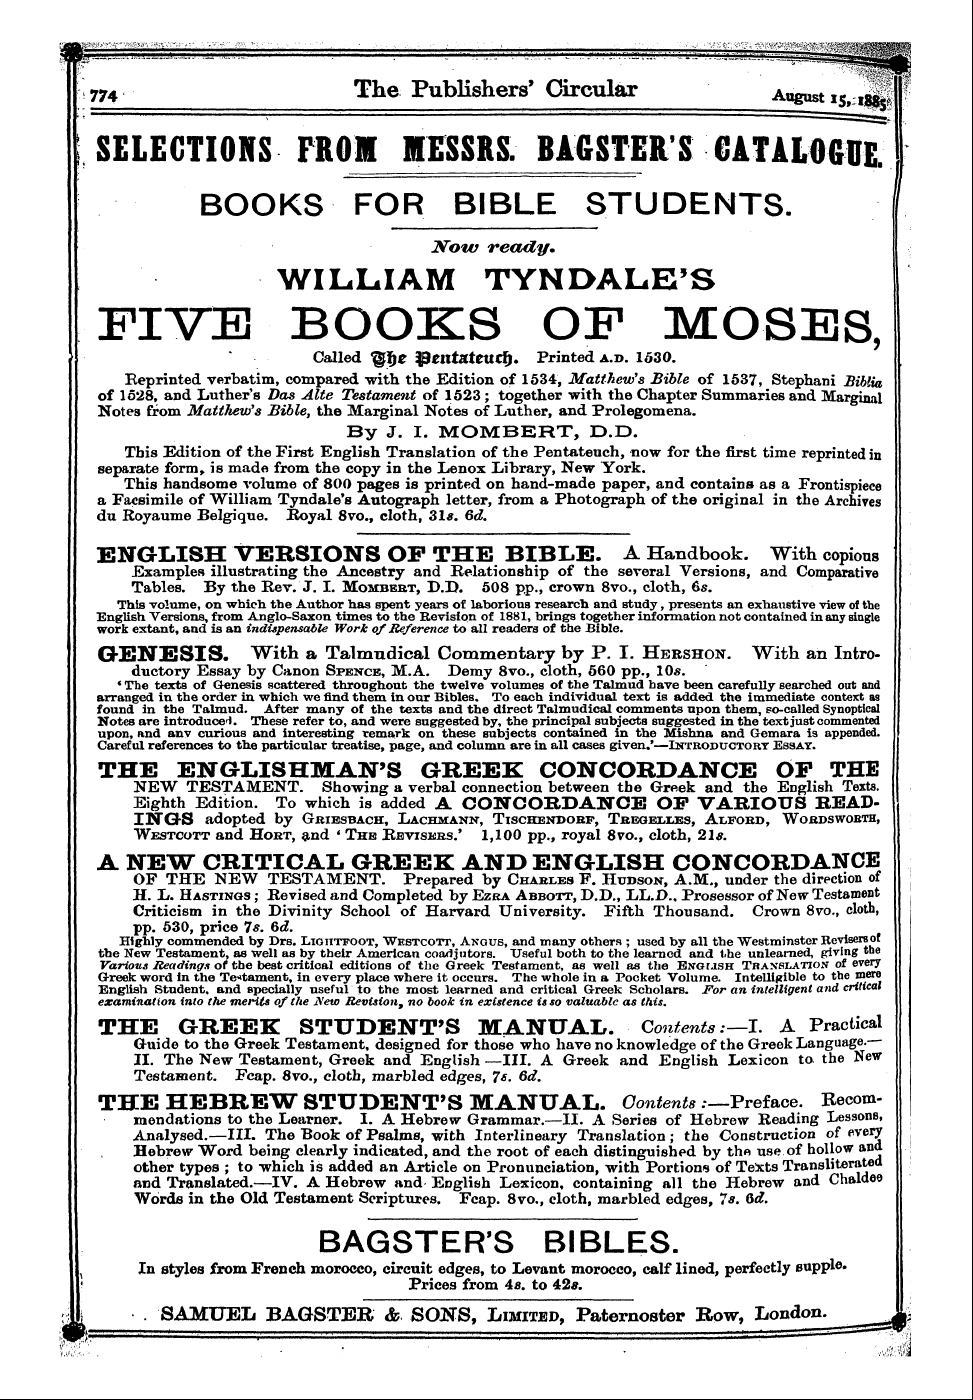 774
The Publishers' Circular
August 15, 1885
SELECTIONS FROM MESSRS. BAGSTER'S CATALOGUE.
BOOKS FOR BIBLE STUDENTS.
Now ready.
WILLIAM TYNDALE'S
FIVE BOOKS OF MOSES,
Called The Pentateuch. Printed A.D. 1530.
Reprinted verbatim, compared with the Edition of 1534, Matthew's Bible of 1537, Stephani Biblia
of 1528, and Luther's Das Alte Testament of 1523; together with the Chapter Summaries and Marginal
Notes from Matthew's Bible, the Marginal Notes of Luther, and Prolegomena.
By J. I. MOMBERT, D.D.
This Edition of the First English Translation of the Pentateuch, now for the first time reprinted in
separate form, is made from the copy in the Lenox Library, New York.
This handsome volume of 800 pages is printed on hand-made paper, and contains as a Frontispiece
a Facsimile of William Tyndale's Autograph letter, from a Photograph of the original in the Archives
du Royaume Belgique. Royal 8vo., cloth, 31s. 6d.
ENGLISH VERSIONS OF THE BIBLE. A Handbook. With copious
Examples illustrating the Ancestry and Relationship of the several Versions, and Comparative
Tables. By the Rev. J. I. MOMBERT, D.D. 508 pp., crown 8vo., cloth, 6s.
This volume, on which the Author has spent years of laborious research and study, presents an exhaustive view of the
English Versions, from Anglo-Saxon times to the Revision of 1881, brings together information not contained in any single
work extant, and is an indispensable Work of Reference to all readers of the Bible.
GENESIS. With a Talmudical Commentary by P. I. HERSHON. With an Intro-
ductory Essay by Canon SPENCE, M.A. Demy 8vo., cloth, 560 pp., 10s.
'The texts of Genesis scattered throughout the twelve volumes of the Talmud have been carefully searched out and
arranged in the order in which we find them in our Bibles. To each individual text is added the immediate context as
found in the Talmud. After many of the texts and the direct Talmudical comments upon them, so-called Synoptical
Notes are introduced. These refer to, and were suggested by, the principal subjects suggested in the text just commented
upon, and any curious and interesting remark on these subjects contained in the Mishna and Gemara is appended.
Careful references to the particular treatise, page, and column are in all cases given.'—INTRODUCTORY ESSAY.
THE ENGLISHMAN'S GREEK CONCORDANCE OF THE
NEW TESTAMENT. Showing a verbal connection between the Greek and the English Texts.
Eighth Edition. To which is added A CONCORDANCE OF VARIOUS READ-
INGS adopted by GRIESBACH, LACHMANN, TISCHENDORF, TREGELLES, ALFORD, WORDSWORTH,
WESTCOTT and HORT, and 'THE REVISERS.' 1,100 pp., royal 8vo., cloth, 21s.
A NEW CRITICAL GREEK AND ENGLISH CONCORDANCE
OF THE NEW TESTAMENT. Prepared by CHARLES F. HUDSON, A.M., under the direction of
H. L. HASTINGS; Revised and Completed by EZRA ABBOTT, D.D., LL.D., Prosessor of New Testament
Criticism in the Divinity School of Harvard University. Fifth Thousand. Crown 8vo., cloth,
pp. 530, price 7s. 6d.
Highly commended by Drs. LIGHTFOOT, WESTCOTT, ANGUS, and many others; used by all the Westminster Revisers of
the New Testament, as well as by their American coadjutors. Useful both to the learned and the unlearned, giving the
Various Readings of the best critical editions of the Greek Testament, as well as the ENGLISH TRANSLATION of every
Greek word in the Testament, in every place where it occurs. The whole in a Pocket Volume. Intelligible to the mere
English Student, and specially useful to the most learned and critical Greek Scholars. For an intelligent and critical
examination into the merits of the New Revision, no book in existence is so valuable as this.
THE GREEK STUDENT'S MANUAL. Contents:—I. A Practical
Guide to the Greek Testament, designed for those who have no knowledge of the Greek Language.—
II. The New Testament, Greek and English—III. A Greek and English Lexicon to the New
Testament. Fcap. 8vo., cloth, marbled edges, 7s. 6d.
THE HEBREW STUDENT'S MANUAL. Contents:—Preface. Recom-
mendations to the Learner. I. A Hebrew Grammar.—II. A Series of Hebrew Reading Lessons,
Analysed.—III. The Book of Psalms, with Interlineary Translation; the Construction of every
Hebrew Word being clearly indicated, and the root of each distinguished by the use of hollow and
other types; to which is added an Article on Pronunciation, with Portions of Texts Transliterated
and Translated.—IV. A Hebrew and English Lexicon, containing all the Hebrew and Chaldee
Words in the Old Testament Scriptures. Fcap. 8vo., cloth, marbled edges, 7s. 6d.
BAGSTER'S BIBLES.
In styles from French morocco, circuit edges, to Levant morocco, calf lined, perfectly supple.
Prices from 4s. to 42s.
SAMUEL BAGSTER & SONS, LIMITED, Paternoster Row, London.